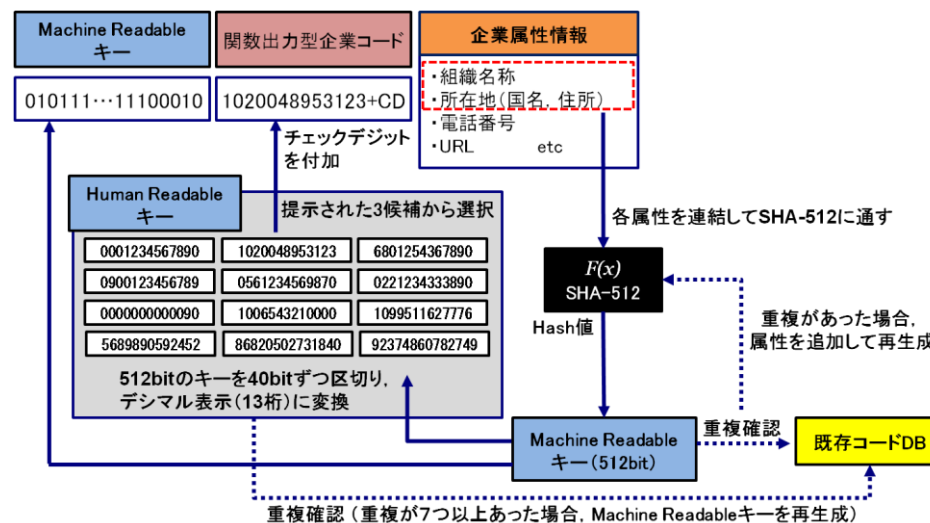 Machine Readable
キー
関数出力型企業コード
企業属性情報
010111…11100010
1020048953123+CD
・組織名称
・所在地(国名, 住所)
・電話番号
・URL etc
チェックデジット
を付加
Human Readable
キー
提示された3候補から選択
0001234567890 1020048953123 6801254367890
0900123456789 0561234569870 0221234333890
0000000000090 1006543210000 1099511627776
5689890592452 86820502731840 92374860782749
512bitのキーを40bitずつ区切り,
デシマル表示(13桁)に変換
各属性を連結してSHA-512に通す
F(x)
SHA-512
Hash値
重複があった場合,
属性を追加して再生成
Machine Readable
キー(512bit)
重複確認
既存コードDB
重複確認 (重複が7つ以上あった場合, Machine Readableキーを再生成)